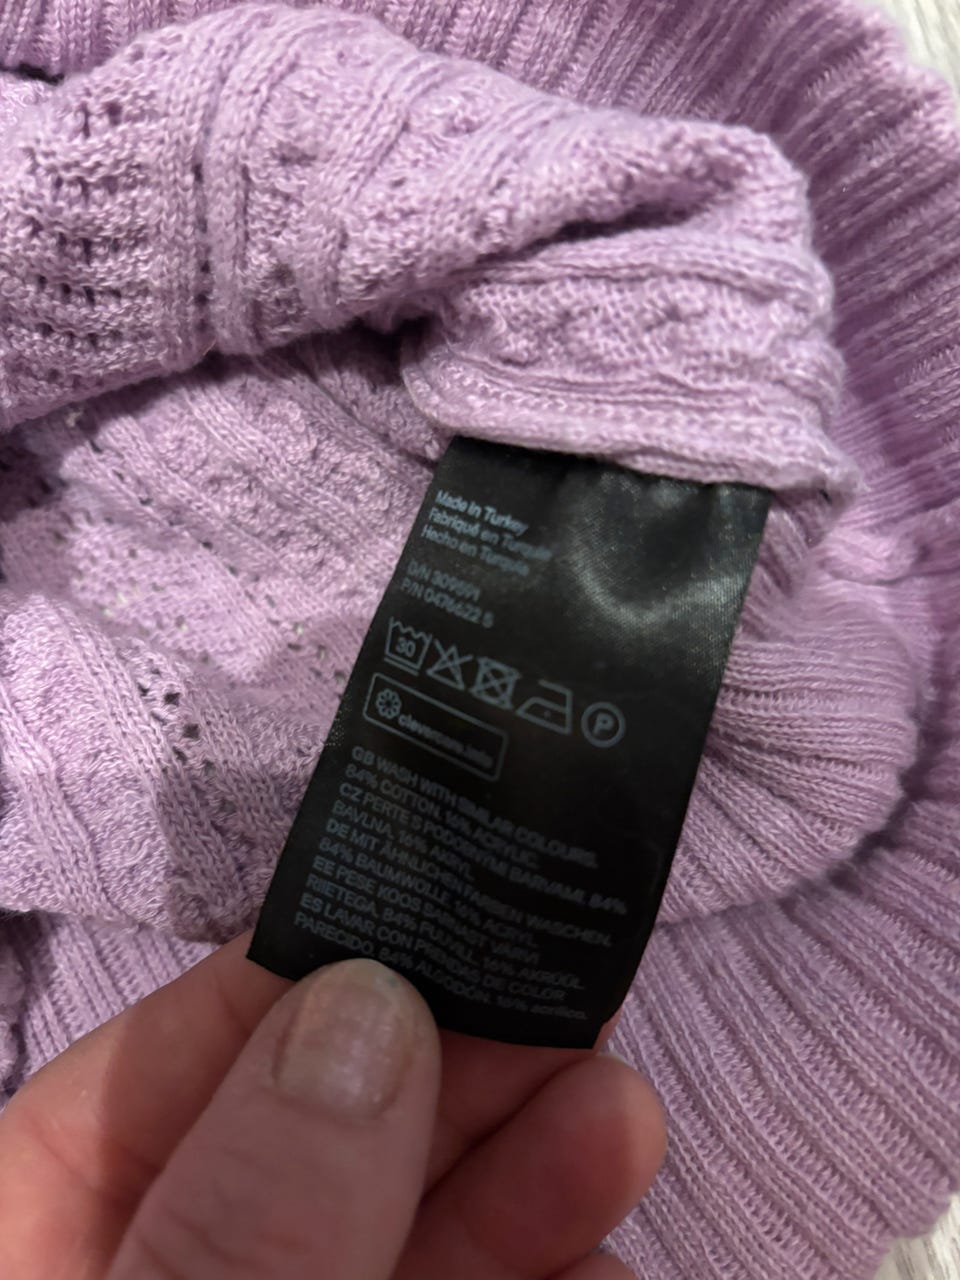 Made in Turkey
Fabriqué en Turquie
Hecho en Turquía
P/N 0476622 5
30
P
clevercare.info
GB WASH WITH SIMILAR COLOURS.
84% COTTON. 16% ACRYLIC.
CZ PERTE S PODOBNÝMI BARVAMI. 84%
BAVLNA. 16% AKRYL
DE MIT ÄHNLICHEN FARBEN WASCHEN.
84% BAUMWOLLE. 16% ACRYL.
EE PESE KOOS SARNAST VÄRVI
RIIETEGA. 84% PUUVILL. 16% AKRÜÜL
ES LAVAR CON PRENDAS DE COLOR
PARECIDO. 84% ALGODÓN. 16% acrílico.